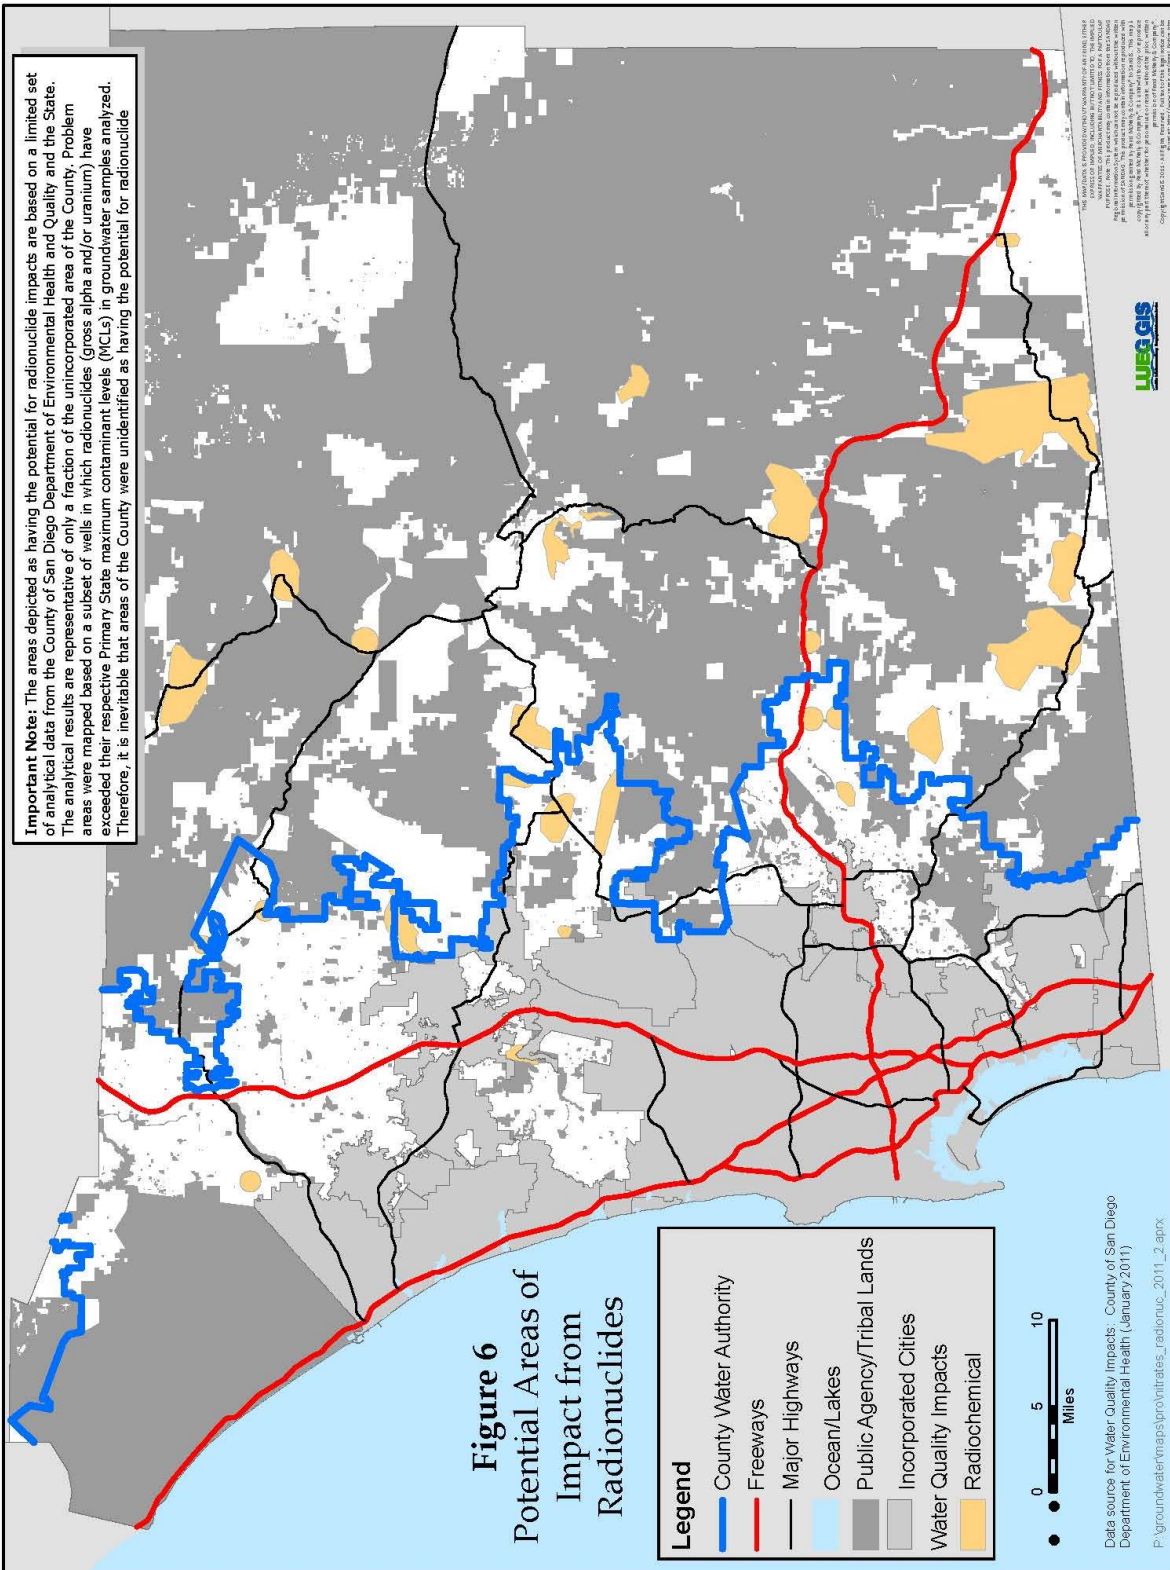 Important Note: The areas depicted as having the potential for radionuclide impacts are based on a limited set
of analytical data from the County of San Diego Department of Environmental Health and Quality and the State.
The analytical results are representative of only a fraction of the unincorporated area of the County. Problem
areas were mapped based on a subset of wells in which radionuclides (gross alpha and/or uranium) have
exceeded their respective Primary State maximum contaminant levels (MCLs) in groundwater samples analyzed.
Therefore, it is inevitable that areas of the County were unidentified as having the potential for radionuclide
Figure 6
Potential Areas of
Impact from
Radionuclides
Legend
County Water Authority
Freeways
Major Highways
Ocean/Lakes
Public Agency/Tribal Lands
Incorporated Cities
Water Quality Impacts
Radiochemical
0 5 10
Miles
Data source for Water Quality Impacts: County of San Diego
Department of Environmental Health (January 2011)
P:\groundwater\maps\pro\nitrates_radionuc_2011_2.aprx
LUEG GIS